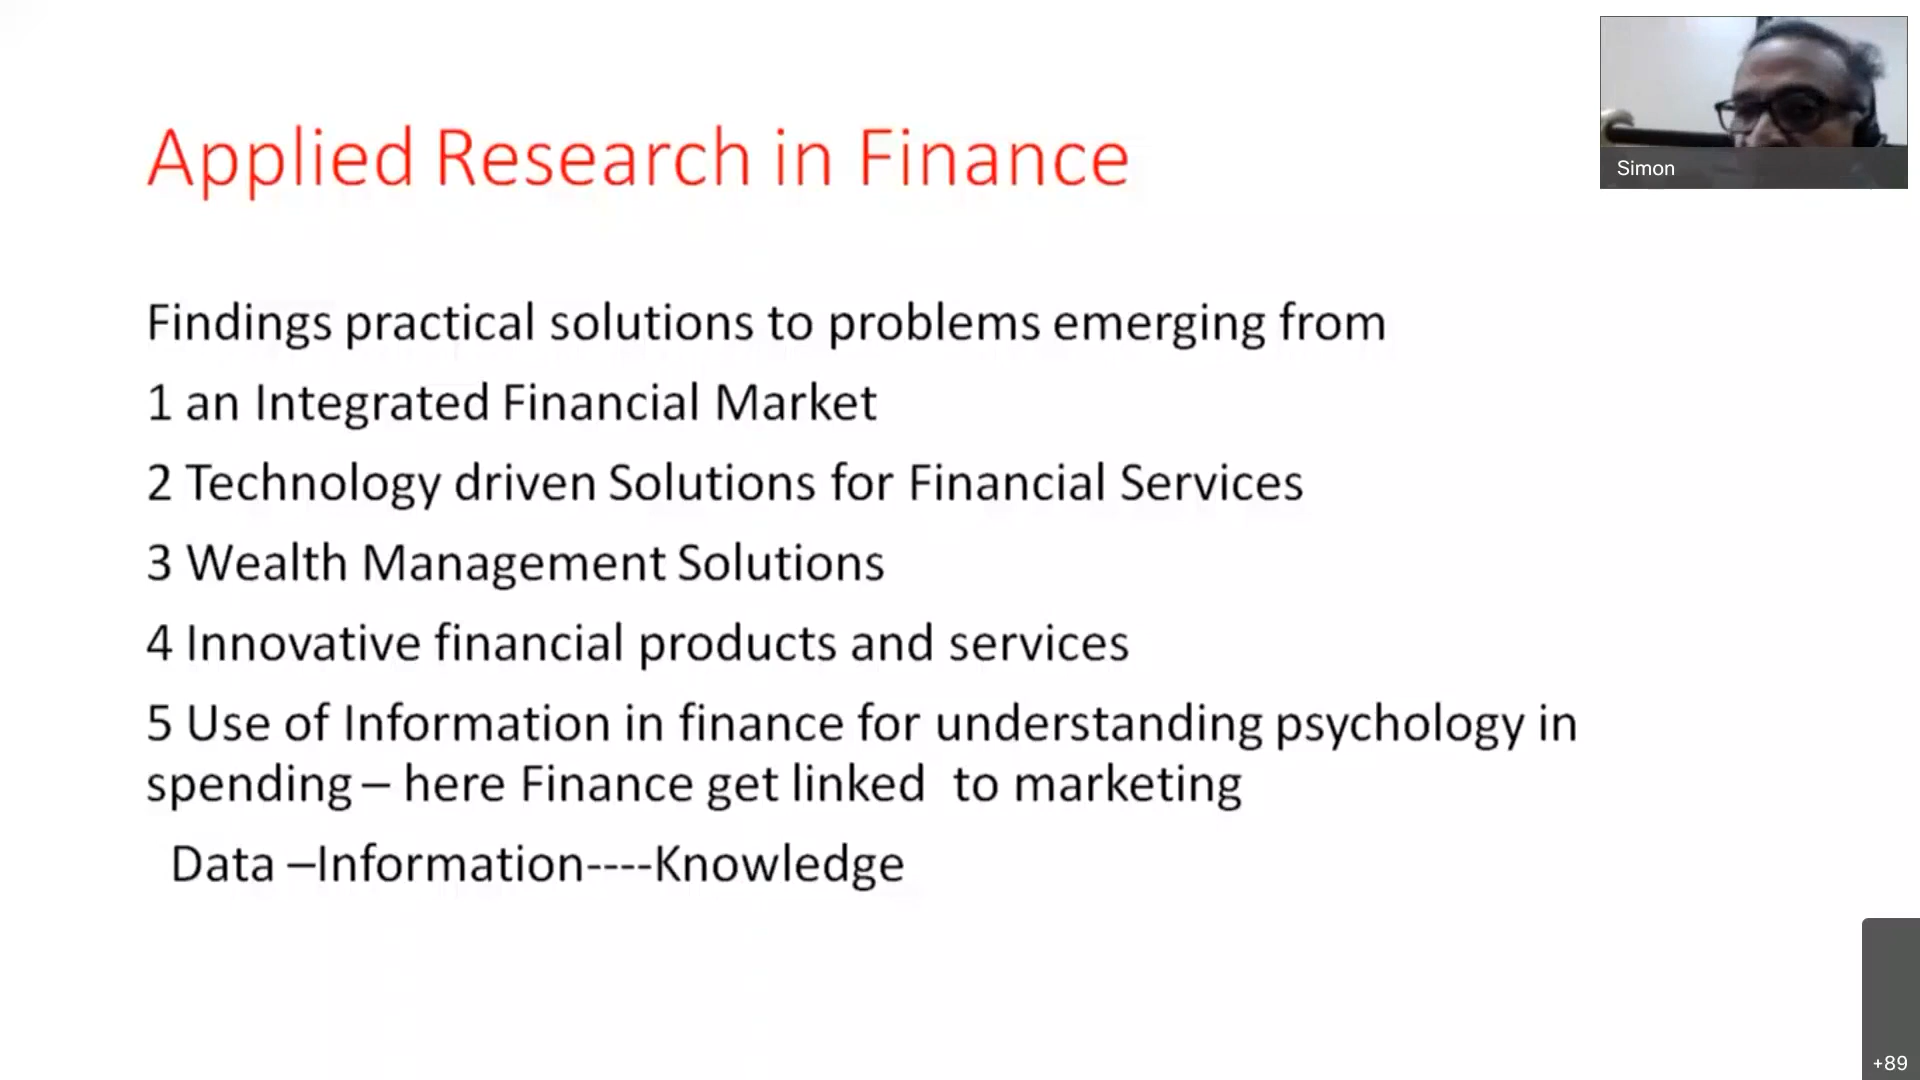 Applied Research in Finance
Simon
Findings practical solutions to problems emerging from
1 an Integrated Financial Market
2 Technology driven Solutions for Financial Services
3 Wealth Management Solutions
4 Innovative financial products and services
5 Use of Information in finance for understanding psychology in
spending – here Finance get linked  to marketing
Data –Information----Knowledge
+89